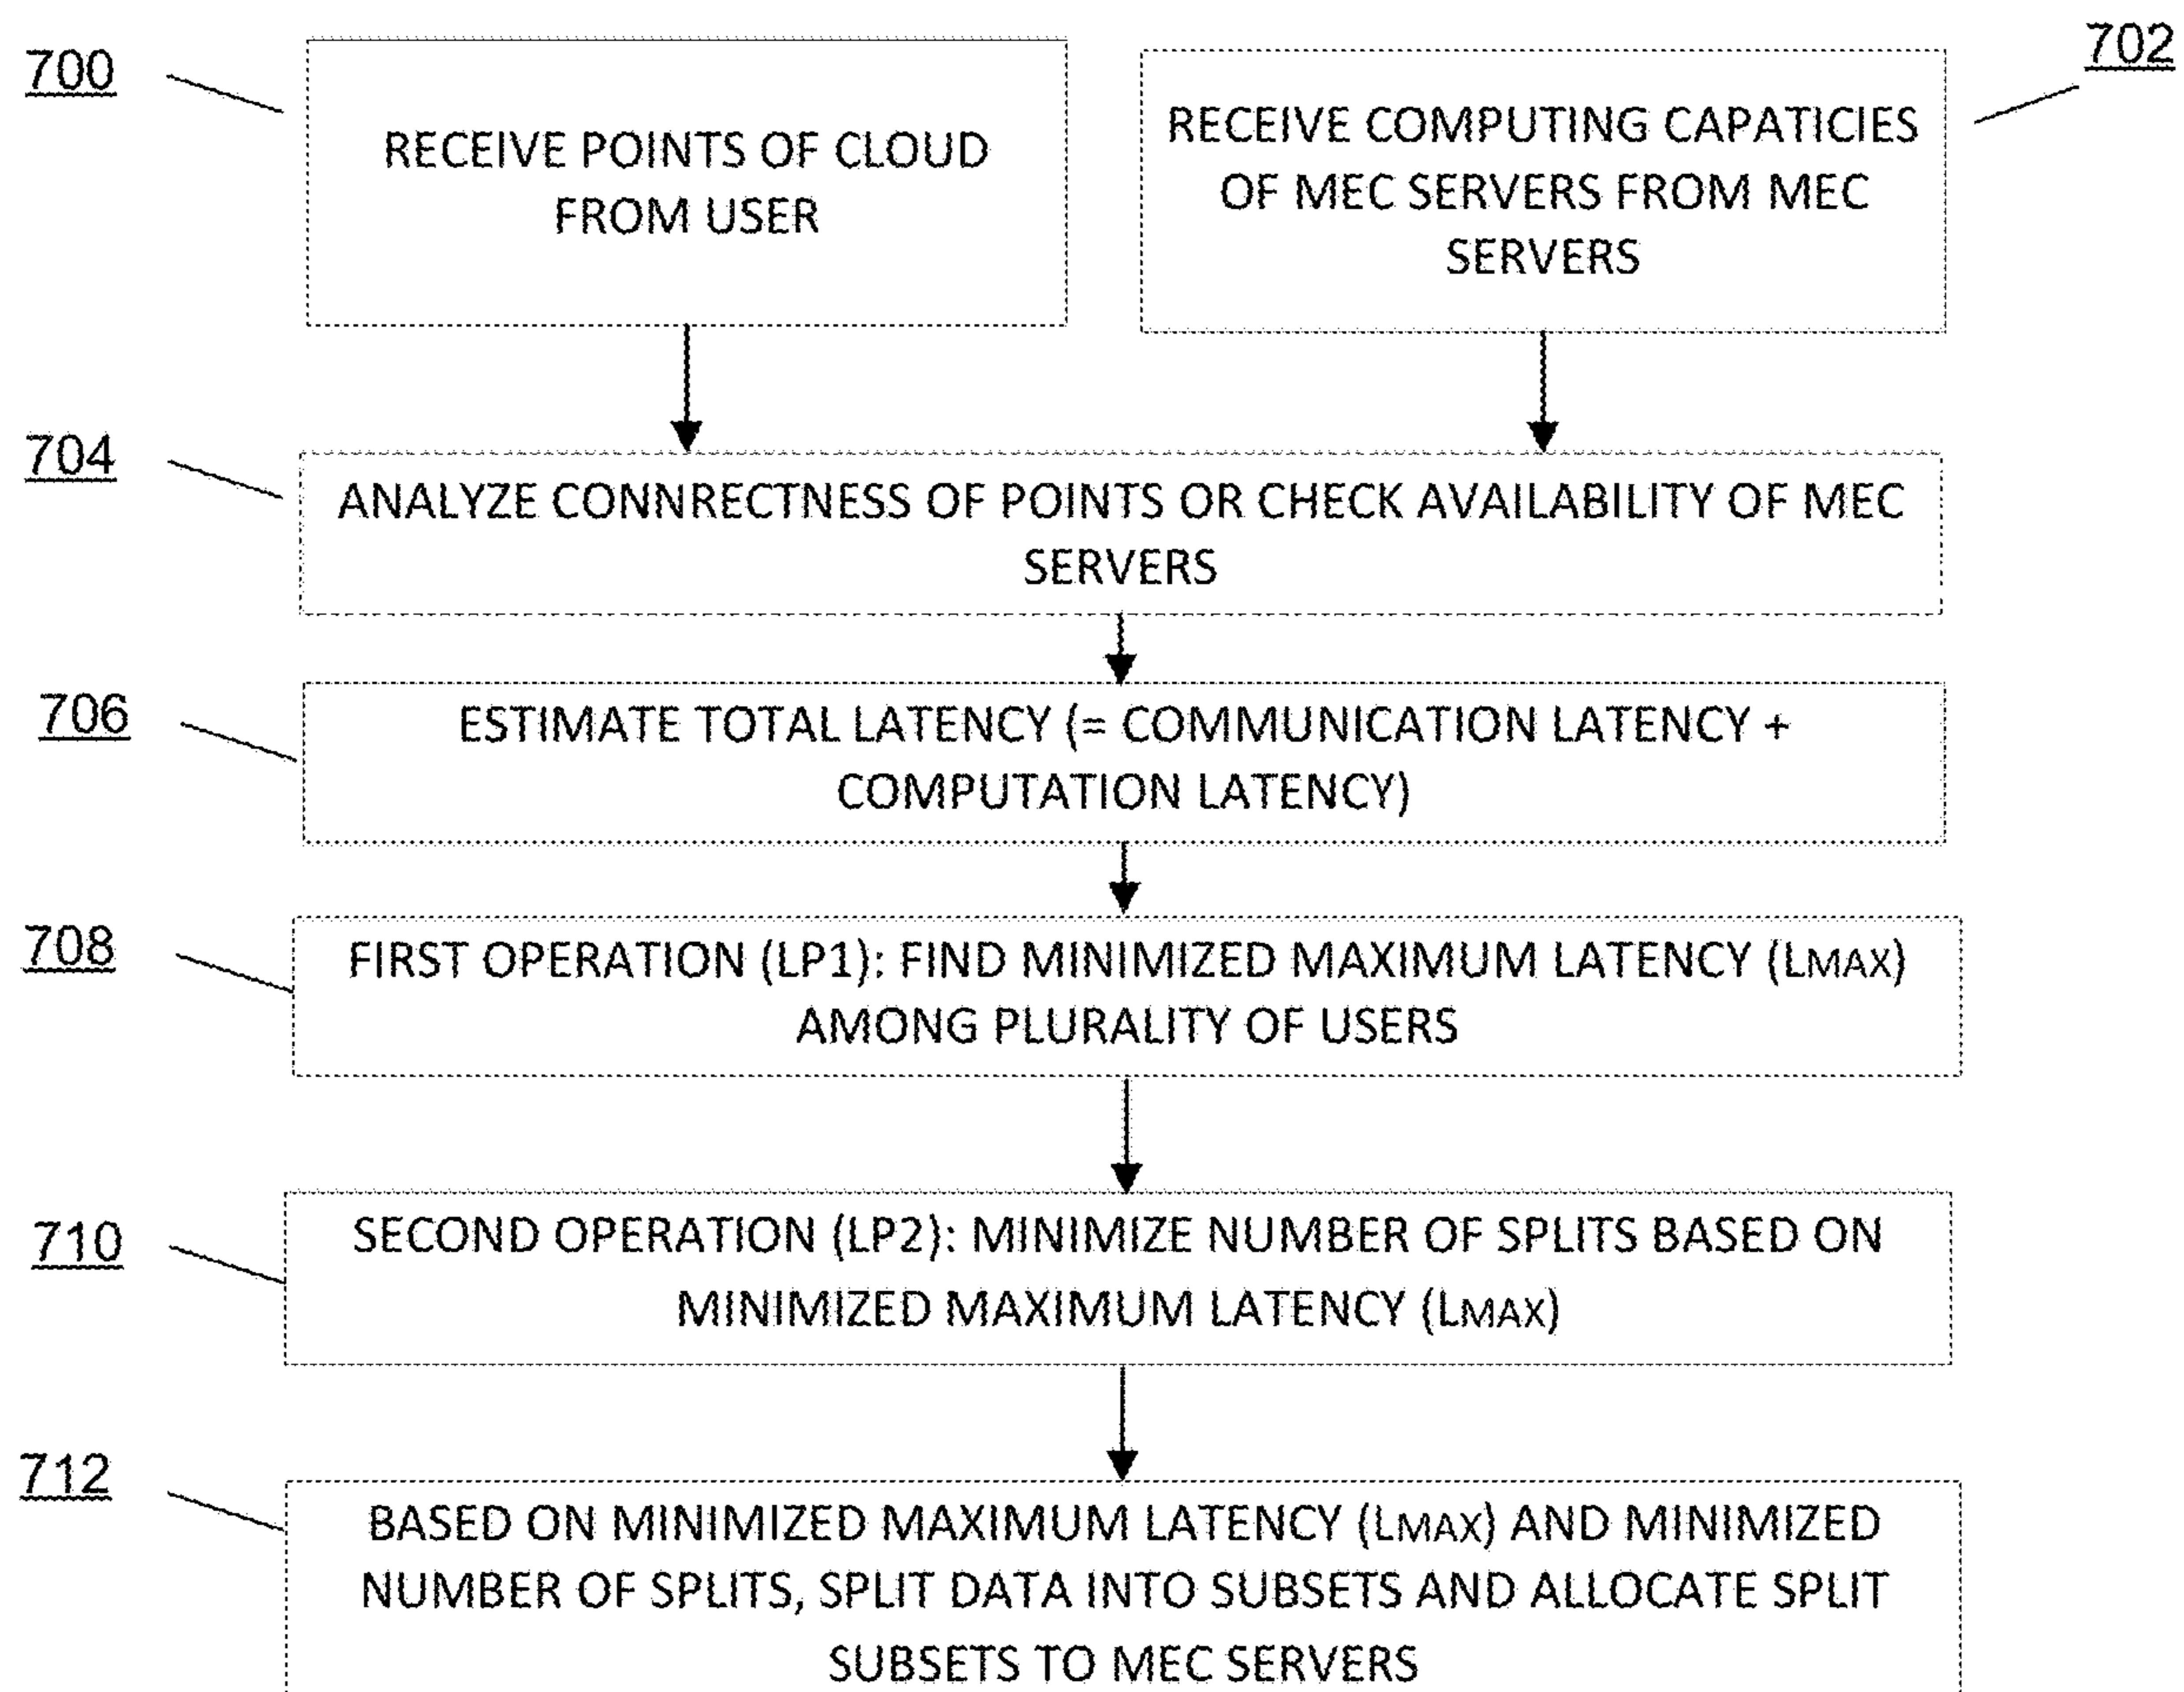 700
RECEIVE POINTS OF CLOUD
FROM USER
702
RECEIVE COMPUTING CAPATICIES
OF MEC SERVERS FROM MEC
SERVERS
704
ANALYZE CONNRECTNESS OF POINTS OR CHECK AVAILABILITY OF MEC
SERVERS
706
ESTIMATE TOTAL LATENCY (= COMMUNICATION LATENCY +
COMPUTATION LATENCY)
708
FIRST OPERATION (LP1): FIND MINIMIZED MAXIMUM LATENCY (LMAX)
AMONG PLURALITY OF USERS
710
SECOND OPERATION (LP2): MINIMIZE NUMBER OF SPLITS BASED ON
MINIMIZED MAXIMUM LATENCY (LMAX)
712
BASED ON MINIMIZED MAXIMUM LATENCY (LMAX) AND MINIMIZED
NUMBER OF SPLITS, SPLIT DATA INTO SUBSETS AND ALLOCATE SPLIT
SUBSETS TO MEC SERVERS